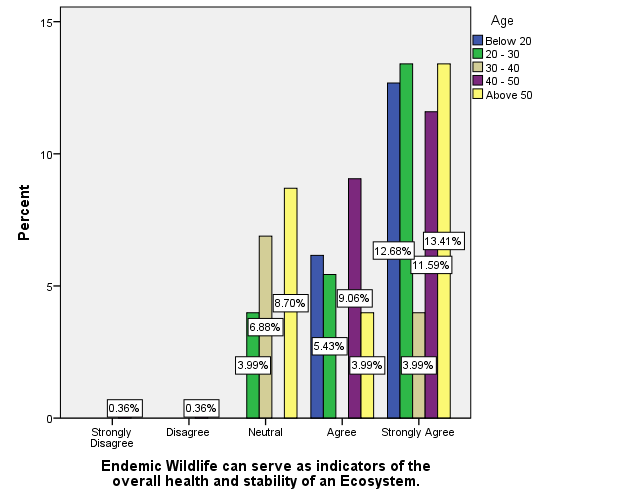 Age
Below 20
20 - 30
30 - 40
40 - 50
Above 50
Percent
15
10
5
0
0.36%
0.36%
3.99%
6.88%
8.70%
5.43%
9.06%
3.99%
12.68%
3.99%
11.59%
13.41%
Strongly
Disagree
Disagree
Neutral
Agree
Strongly Agree
Endemic Wildlife can serve as indicators of the
overall health and stability of an Ecosystem.